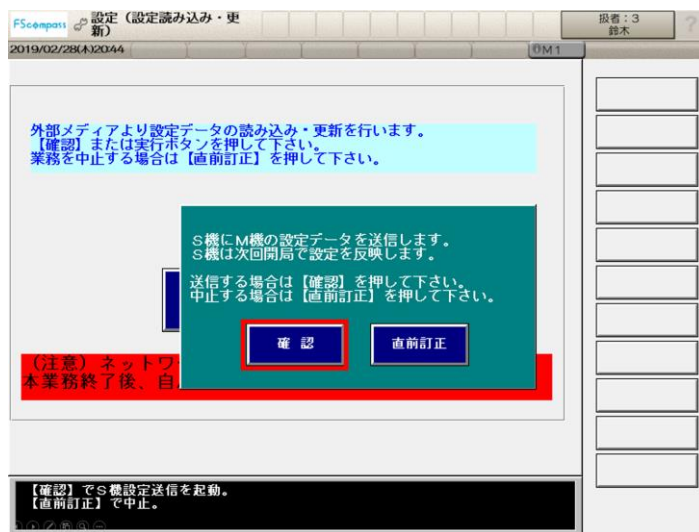 FScompass
設定（設定読み込み・更
新）
扱者：3
鈴木
?
2019/02/28(木)20:44
0M1
外部メディアより設定データの読み込み・更新を行います。
【確認】または実行ボタンを押して下さい。
業務を中止する場合は【直前訂正】を押して下さい。
S機にM機の設定データを送信します。
S機は次回開局で設定を反映します。
送信する場合は【確認】を押して下さい。
中止する場合は【直前訂正】を押して下さい。
確 認
直前訂正
（注意）ネットワ
本業務終了後、自
【確認】でS機設定送信を起動。
【直前訂正】で中止。